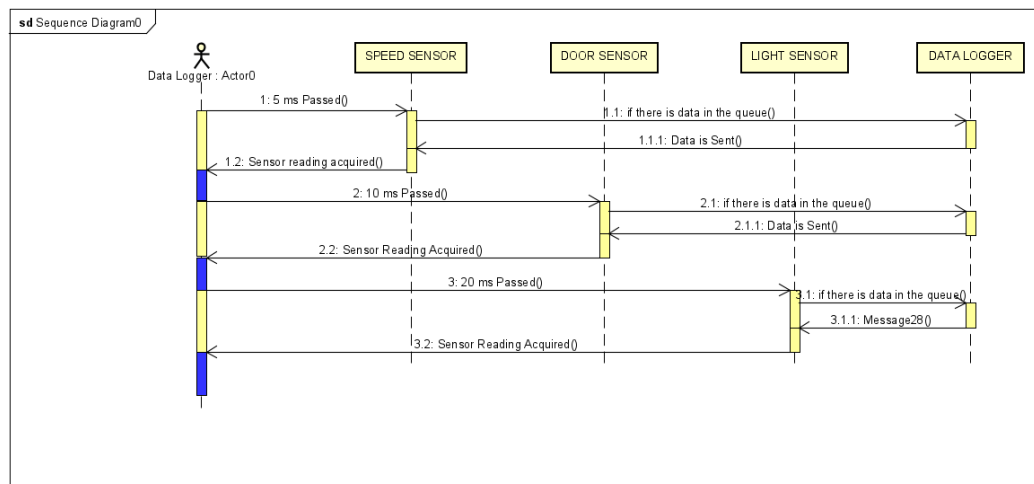 sd Sequence Diagram0
SPEED SENSOR
DOOR SENSOR
LIGHT SENSOR
DATA LOGGER
Data Logger : Actor0
1: 5 ms Passed()
1.1: if there is data in the queue()
1.1.1: Data is Sent()
1.2: Sensor reading acquired()
2: 10 ms Passed()
2.1: if there is data in the queue()
2.1.1: Data is Sent()
2.2: Sensor Reading Acquired()
3: 20 ms Passed()
3.1: if there is data in the queue()
3.1.1: Message28()
3.2: Sensor Reading Acquired()